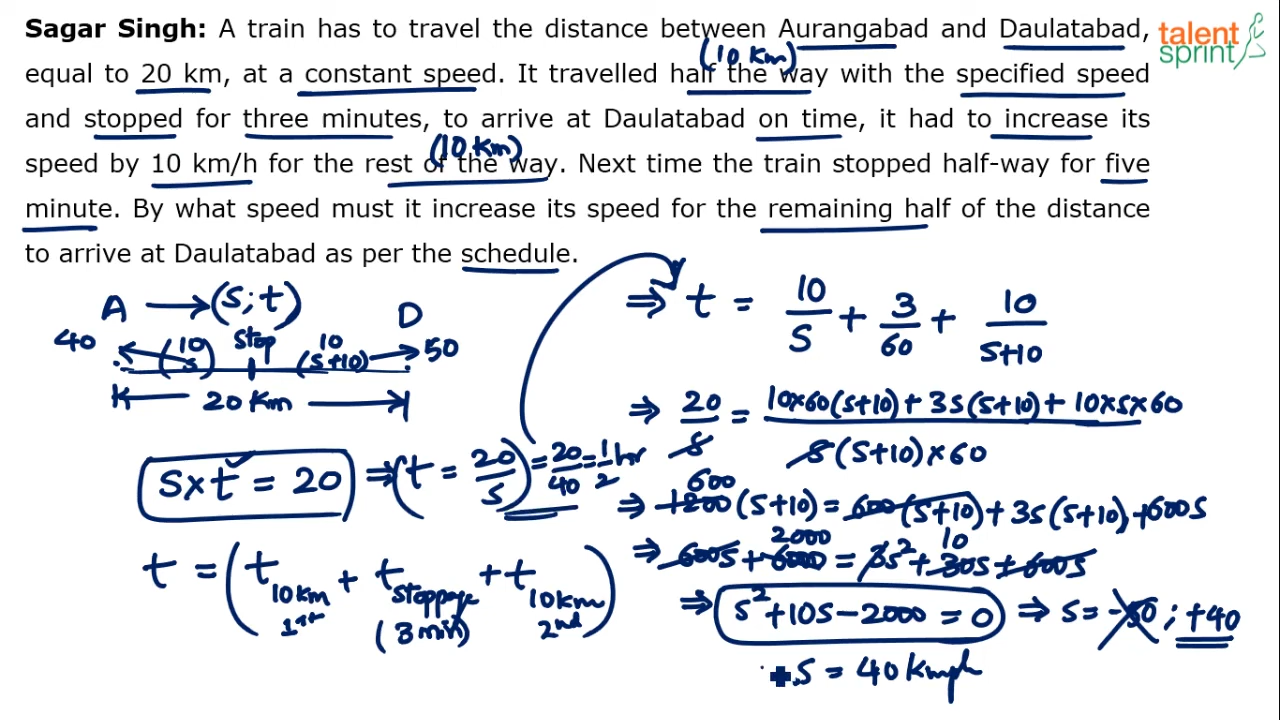 Sagar Singh: A train has to travel the distance between Aurangabad and Daulatabad,
talent
sprint
(10 Km)
equal to 20 km, at a constant speed. It travelled half the way with the specified speed
and stopped for three minutes, to arrive at Daulatabad on time, it had to increase its
(10 Km)
speed by 10 km/h for the rest of the way. Next time the train stopped half-way for five
minute. By what speed must it increase its speed for the remaining half of the distance
to arrive at Daulatabad as per the schedule.
A → (S; t) D
40 (10/S) stop 10/(S+10) 50
20 Km
S×t = 20 ⇒ (t = 20/S) = 20/40 = 1/2 hr
t = (t 10km 1st + t stoppage (3 min) + t 10km 2nd)
⇒ t = 10/S + 3/60 + 10/S+10
⇒ 20/S = 10×60(S+10) + 3S(S+10) + 10×S×60
S(S+10)×60
600
⇒ 1200(S+10) = 600(S+10) + 3S(S+10) + 600S
2000 10
⇒ 600S + 6000 = 3S² + 30S + 600S
⇒ S² + 10S - 2000 = 0 ⇒ S = -50 ; +40
S = 40 Kmph